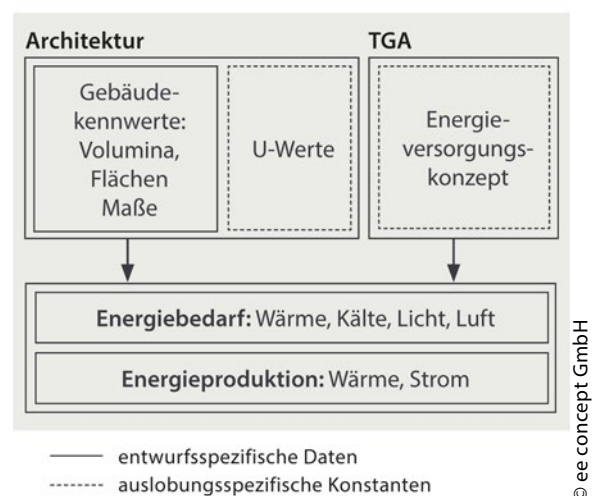 Architektur
TGA
Gebäude-
kennwerte:
Volumina,
Flächen
Maße
U-Werte
Energie-
versorgungs-
konzept
Energiebedarf: Wärme, Kälte, Licht, Luft
Energieproduktion: Wärme, Strom
entwurfsspezifische Daten
auslobungsspezifische Konstanten
© ee concept GmbH